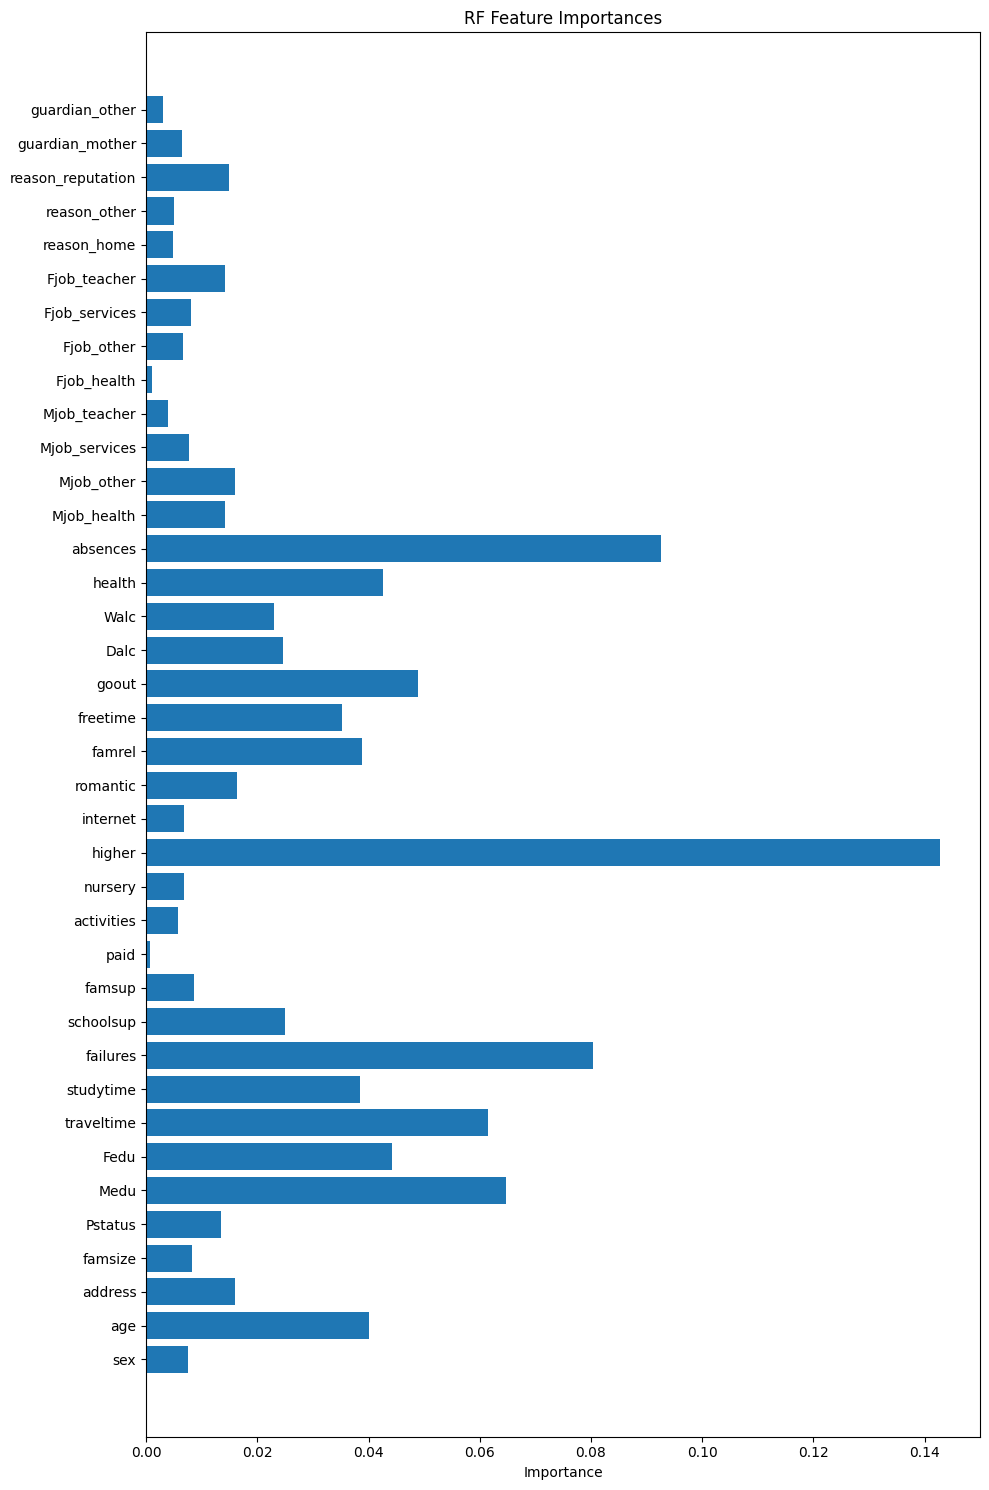 RF Feature Importances
guardian_other
guardian_mother
reason_reputation
reason_other
reason_home
Fjob_teacher
Fjob_services
Fjob_other
Fjob_health
Mjob_teacher
Mjob_services
Mjob_other
Mjob_health
absences
health
Walc
Dalc
goout
freetime
famrel
romantic
internet
higher
nursery
activities
paid
famsup
schoolsup
failures
studytime
traveltime
Fedu
Medu
Pstatus
famsize
address
age
sex
0.00 0.02 0.04 0.06 0.08 0.10 0.12 0.14
Importance